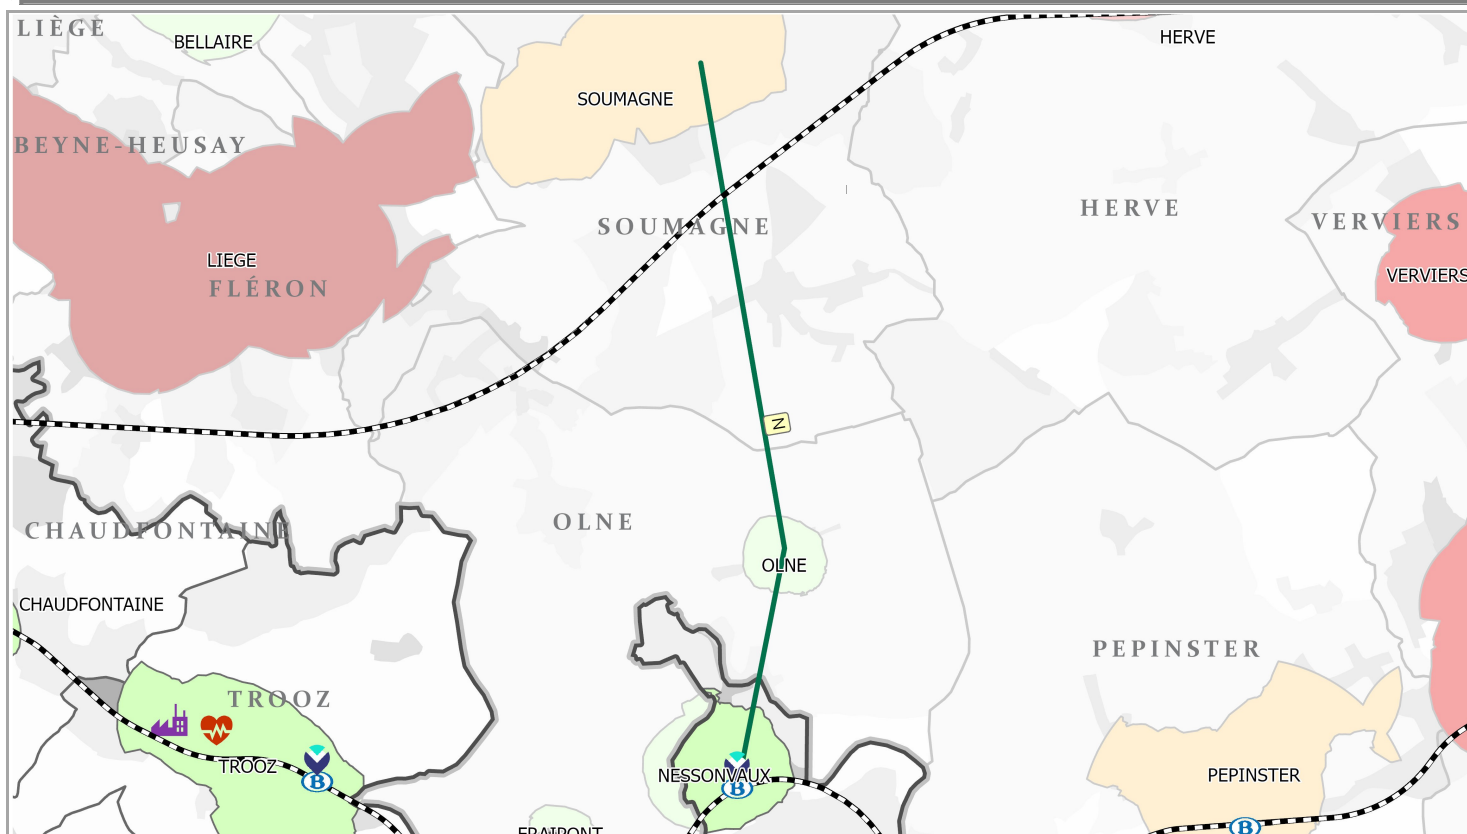 LIÈGE
BELLAIRE
HERVE
SOUMAGNE
BEYNE-HEUSAY
HERVE
VERVIERS
SOUMAGNE
LIEGE
VERVIERS
FLÉRON
N
CHAUDFONTAINE
OLNE
OLNE
CHAUDFONTAINE
PEPINSTER
TROOZ
TROOZ
B
NESSONVAUX
B
PEPINSTER
FRAIPONT
B